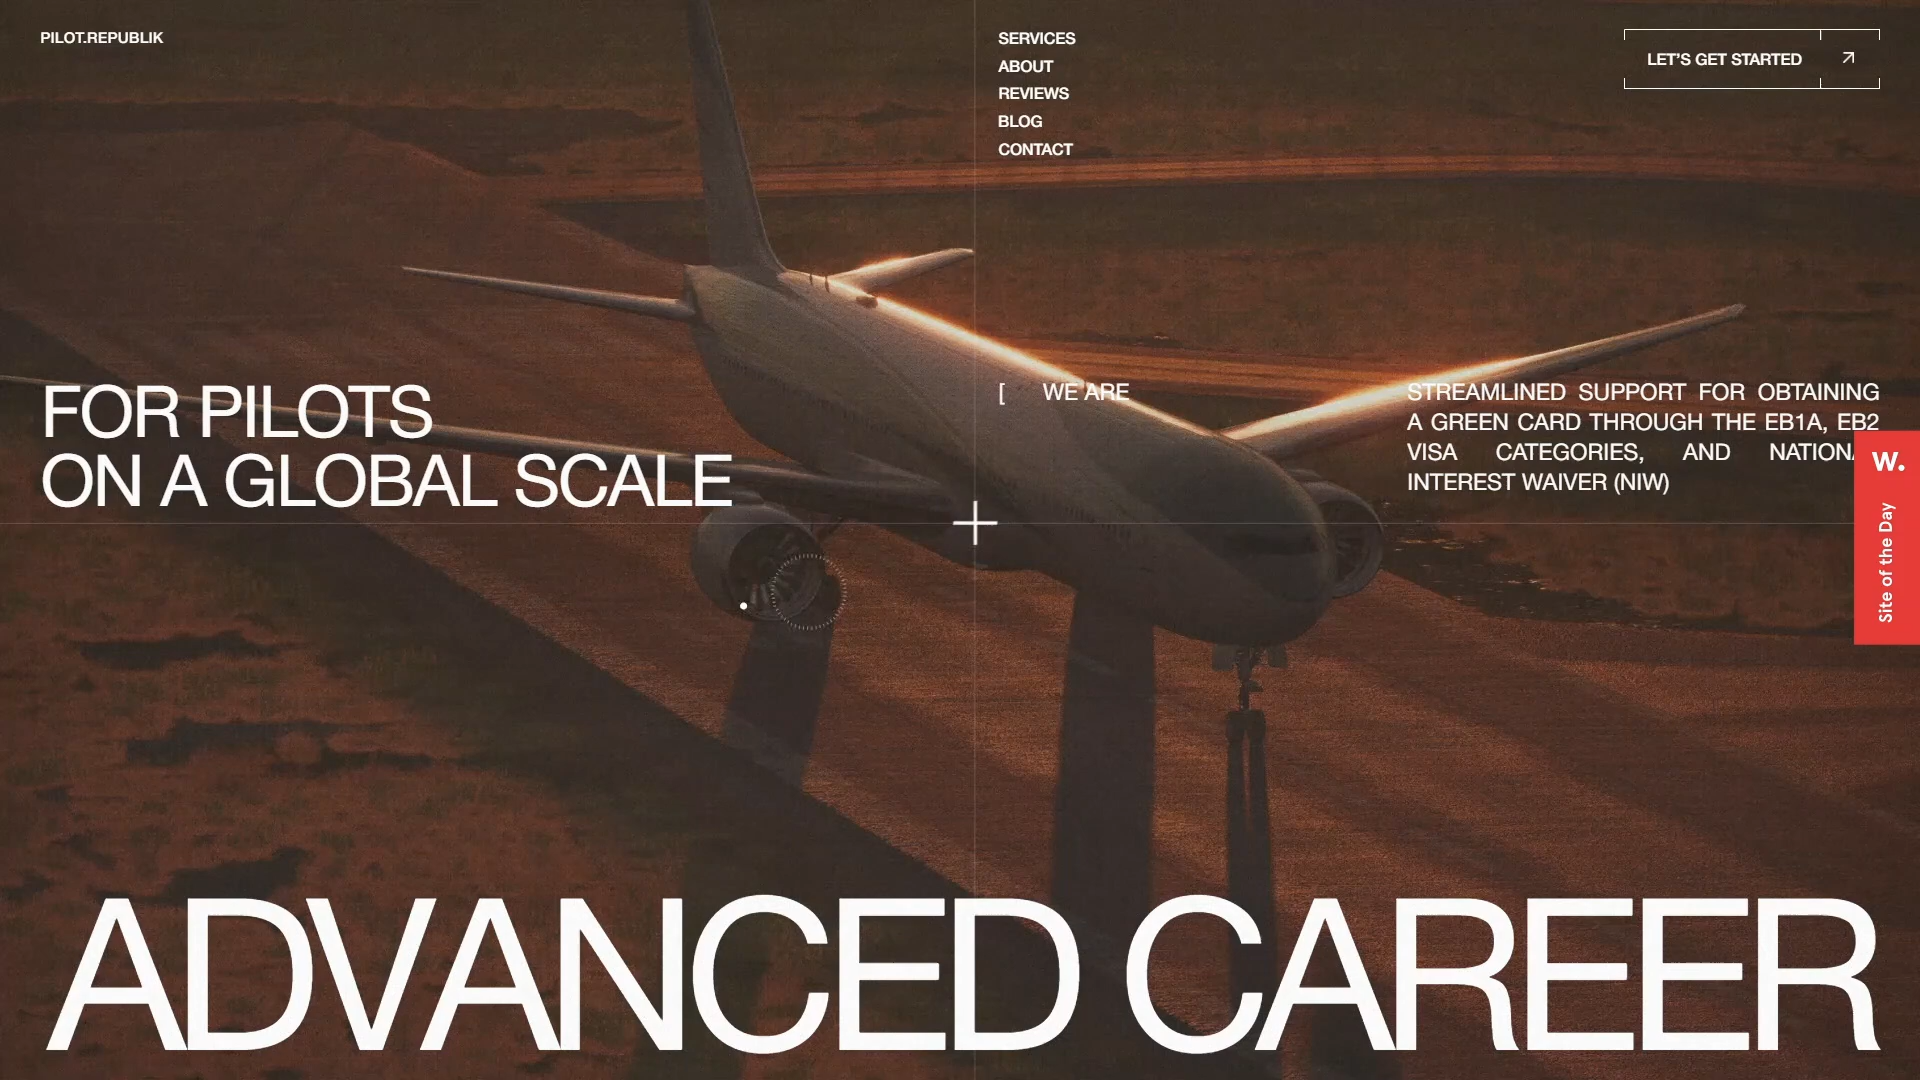 PILOT.REPUBLIK
SERVICES
ABOUT
REVIEWS
BLOG
CONTACT
LET'S GET STARTED
FOR PILOTS
ON A GLOBAL SCALE
[ WE ARE
STREAMLINED SUPPORT FOR OBTAINING
A GREEN CARD THROUGH THE EB1A, EB2
VISA CATEGORIES, AND NATIONA
INTEREST WAIVER (NIW)
W.
Site of the Day
ADVANCED CAREER